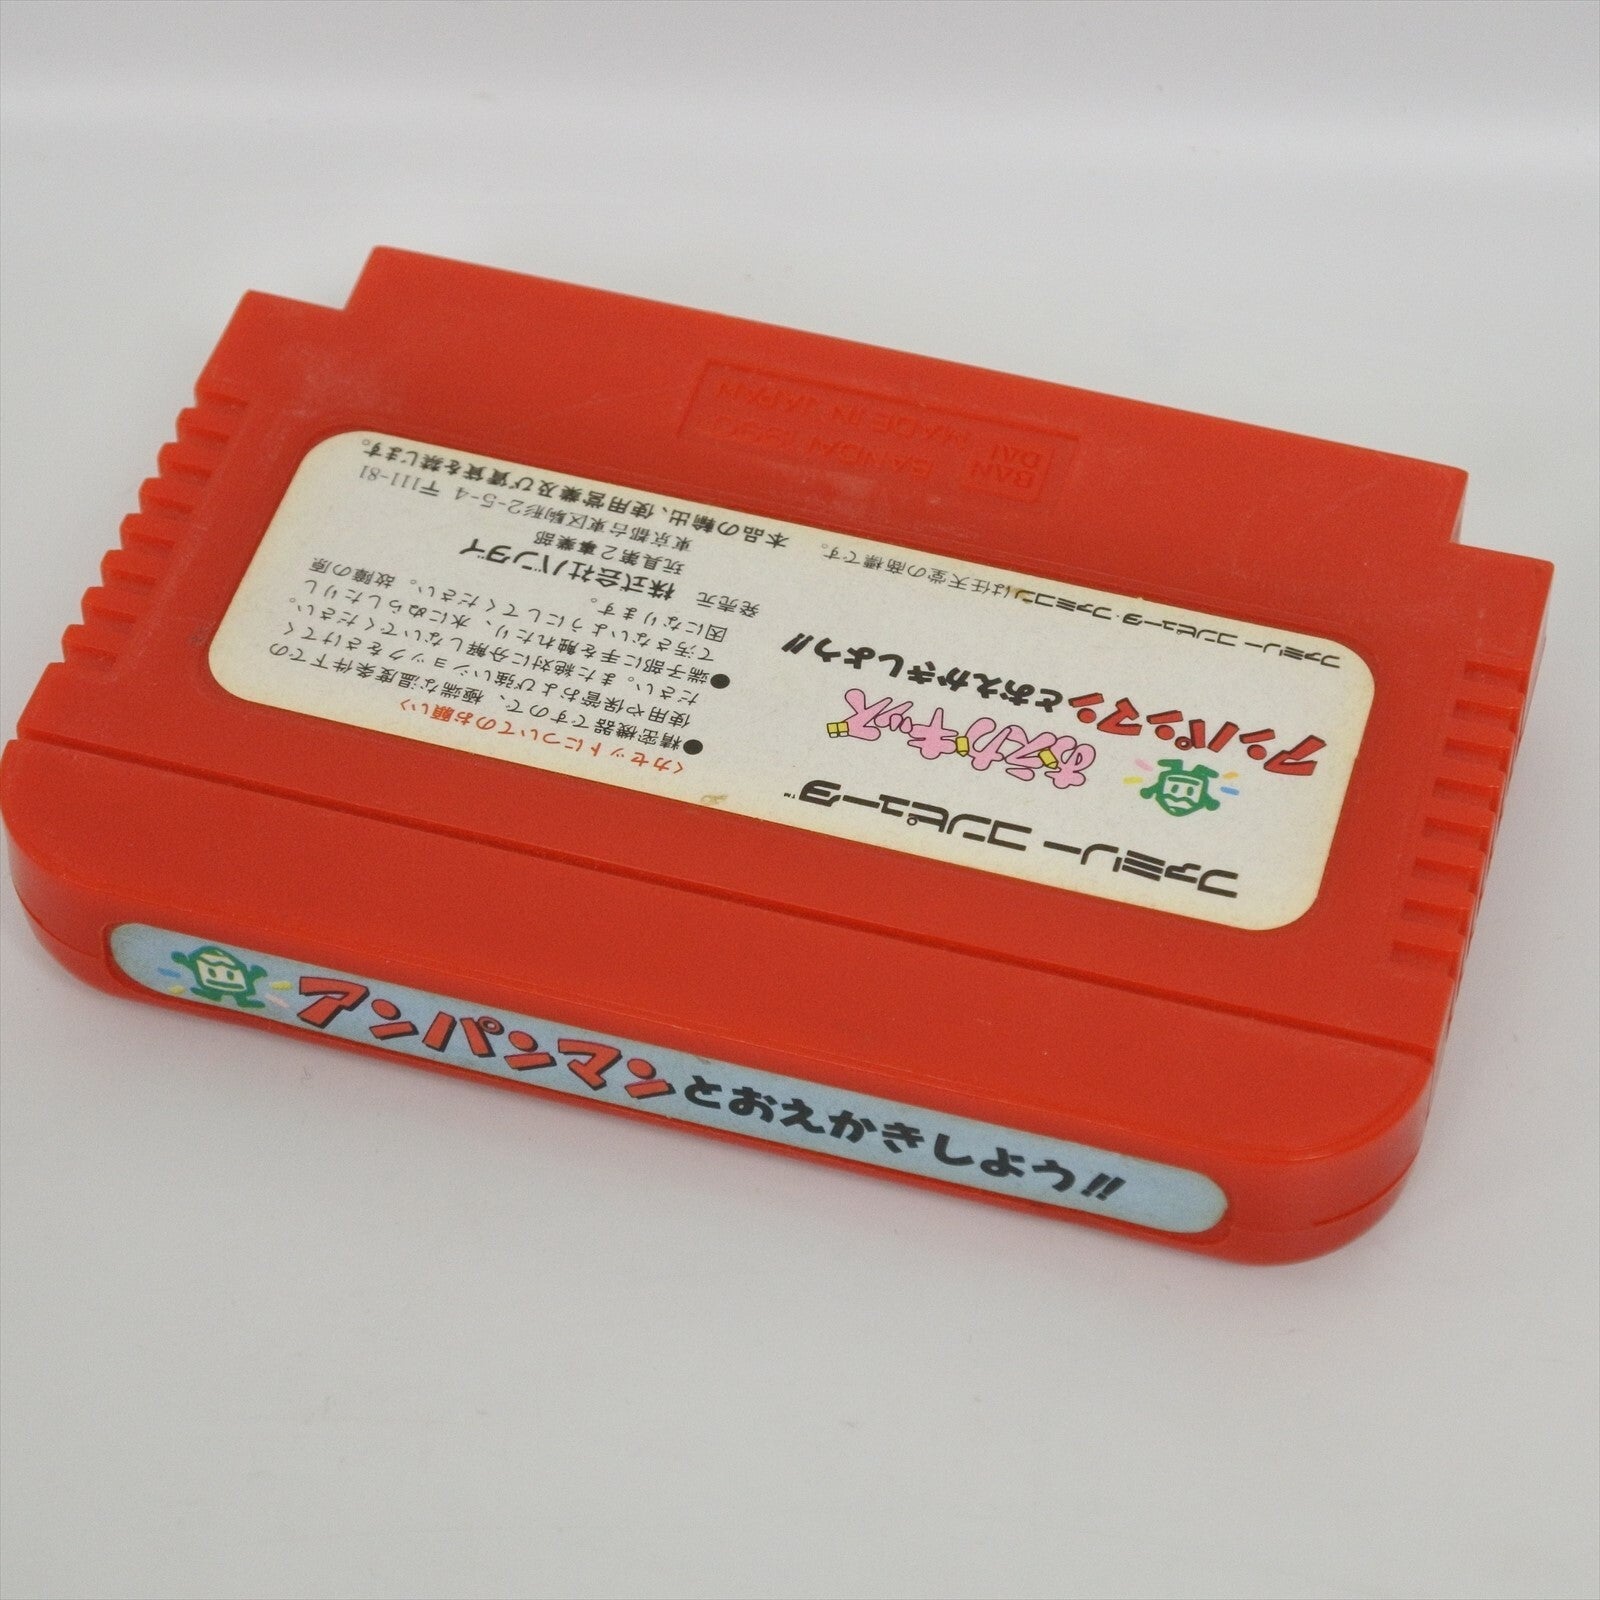 アンパンマンとおえかきしよう!!
ファミリー コンピュータ™
おえかキッズ
アンパンマンとおえかきしよう!!
ファミリー コンピュータ・ファミコンは任天堂の商標です。
〈カセットについてのお願い〉
●精密機器ですので、極端な温度条件下での
使用や保管および強いショックをさけてく
ださい。また絶対に分解しないでください。
●端子部に手を触れたり、水にぬらしたりし
て汚さないようにしてください。故障の原
因になります。
発売元 株式会社バンダイ
玩具第2事業部
東京都台東区駒形2-5-4 〒111-81
本品の輸出、使用営業及び賃貸を禁じます。
BAN
DAI
BANDAI
MADE IN JAPAN